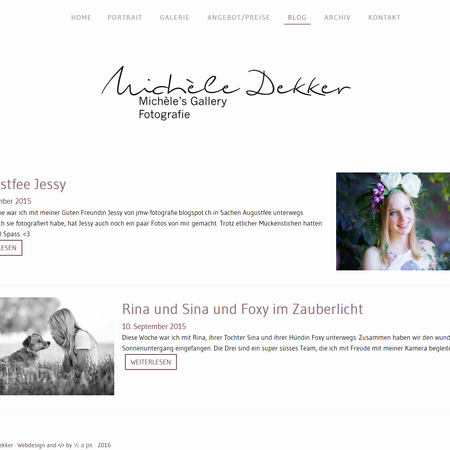 HOME PORTRAIT GALERIE ANGEBOT/PREISE BLOG ARCHIV KONTAKT
Michèle Dekker
Michèle's Gallery
Fotografie
stfee Jessy
mber 2015
ne war ich mit meiner Guten Freundin Jessy von jmw-fotografie.blogspot.ch in Sachen Augustfee unterwegs.
h sie fotografiert habe, hat Jessy auch noch ein paar Fotos von mir gemacht. Trotz etlicher Mückenstichen hatten
l Spass <3
LESEN
Rina und Sina und Foxy im Zauberlicht
10. September 2015
Diese Woche war ich mit Rina, ihrer Tochter Sina und ihrer Hündin Foxy unterwegs. Zusammen haben wir den wund
Sonnenuntergang eingefangen. Die Drei sind ein super süsses Team, die ich mit Freude mit meiner Kamera begleite
WEITERLESEN
ekker · Webdesign and </> by ½ a px · 2016